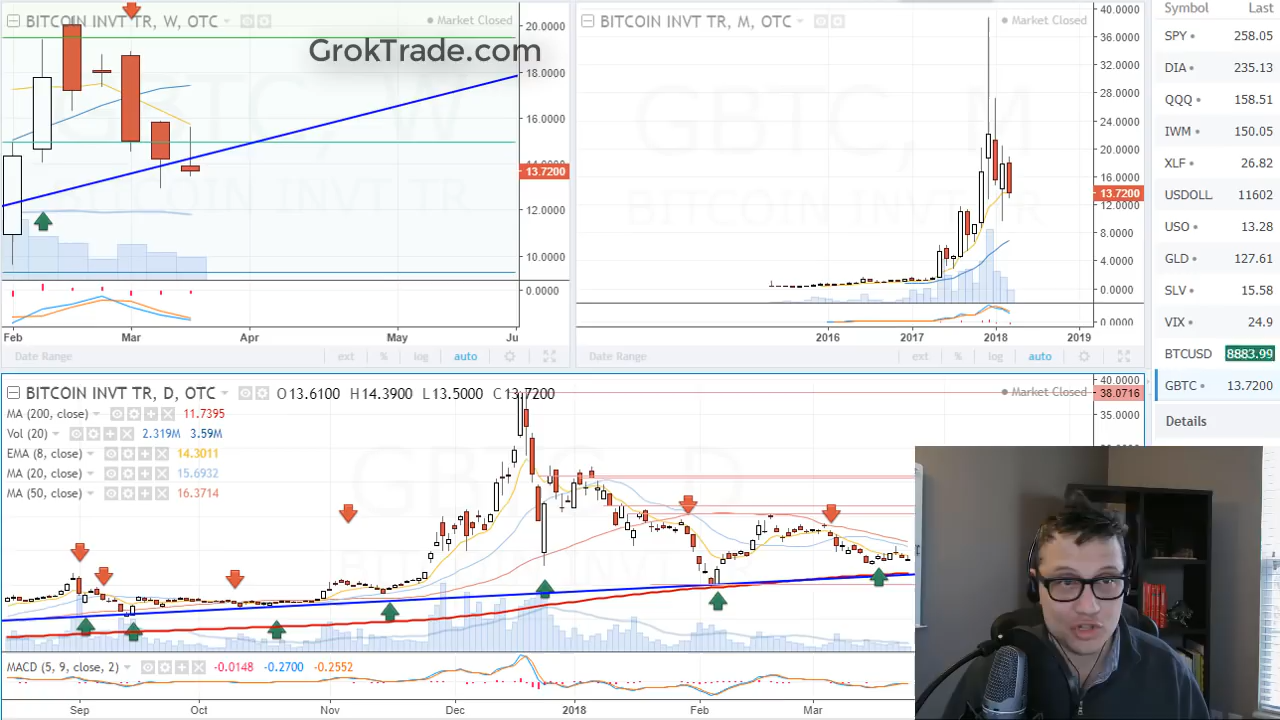 BITCOIN INVT TR, W, OTC
Market Closed
GrokTrade.com
20.0000
18.0000
16.0000
14.0000
13.7200
12.0000
10.0000
0.0000
Feb Mar Apr May Ju
Date Range ext % log auto
BITCOIN INVT TR, M, OTC
Market Closed
40.0000
36.0000
32.0000
28.0000
24.0000
20.0000
16.0000
13.7200
12.0000
8.0000
4.0000
0.0000
0.0000
2016 2017 2018 2019
Date Range ext % log auto
Symbol Last
SPY 258.05
DIA 235.13
QQQ 158.51
IWM 150.05
XLF 26.82
USDOLL 11602
USO 13.28
GLD 127.61
SLV 15.58
VIX 24.9
BTCUSD 8883.99
GBTC 13.7200
Details
BITCOIN INVT TR, D, OTC O 13.6100 H 14.3900 L 13.5000 C 13.7200
Market Closed
MA (200, close) 11.7395
Vol (20) 2.319M 3.59M
EMA (8, close) 14.3011
MA (20, close) 15.6932
MA (50, close) 16.3714
40.0000
38.0716
35.0000
MACD (5, 9, close, 2) -0.0148 -0.2700 -0.2552
Sep Oct Nov Dec 2018 Feb Mar